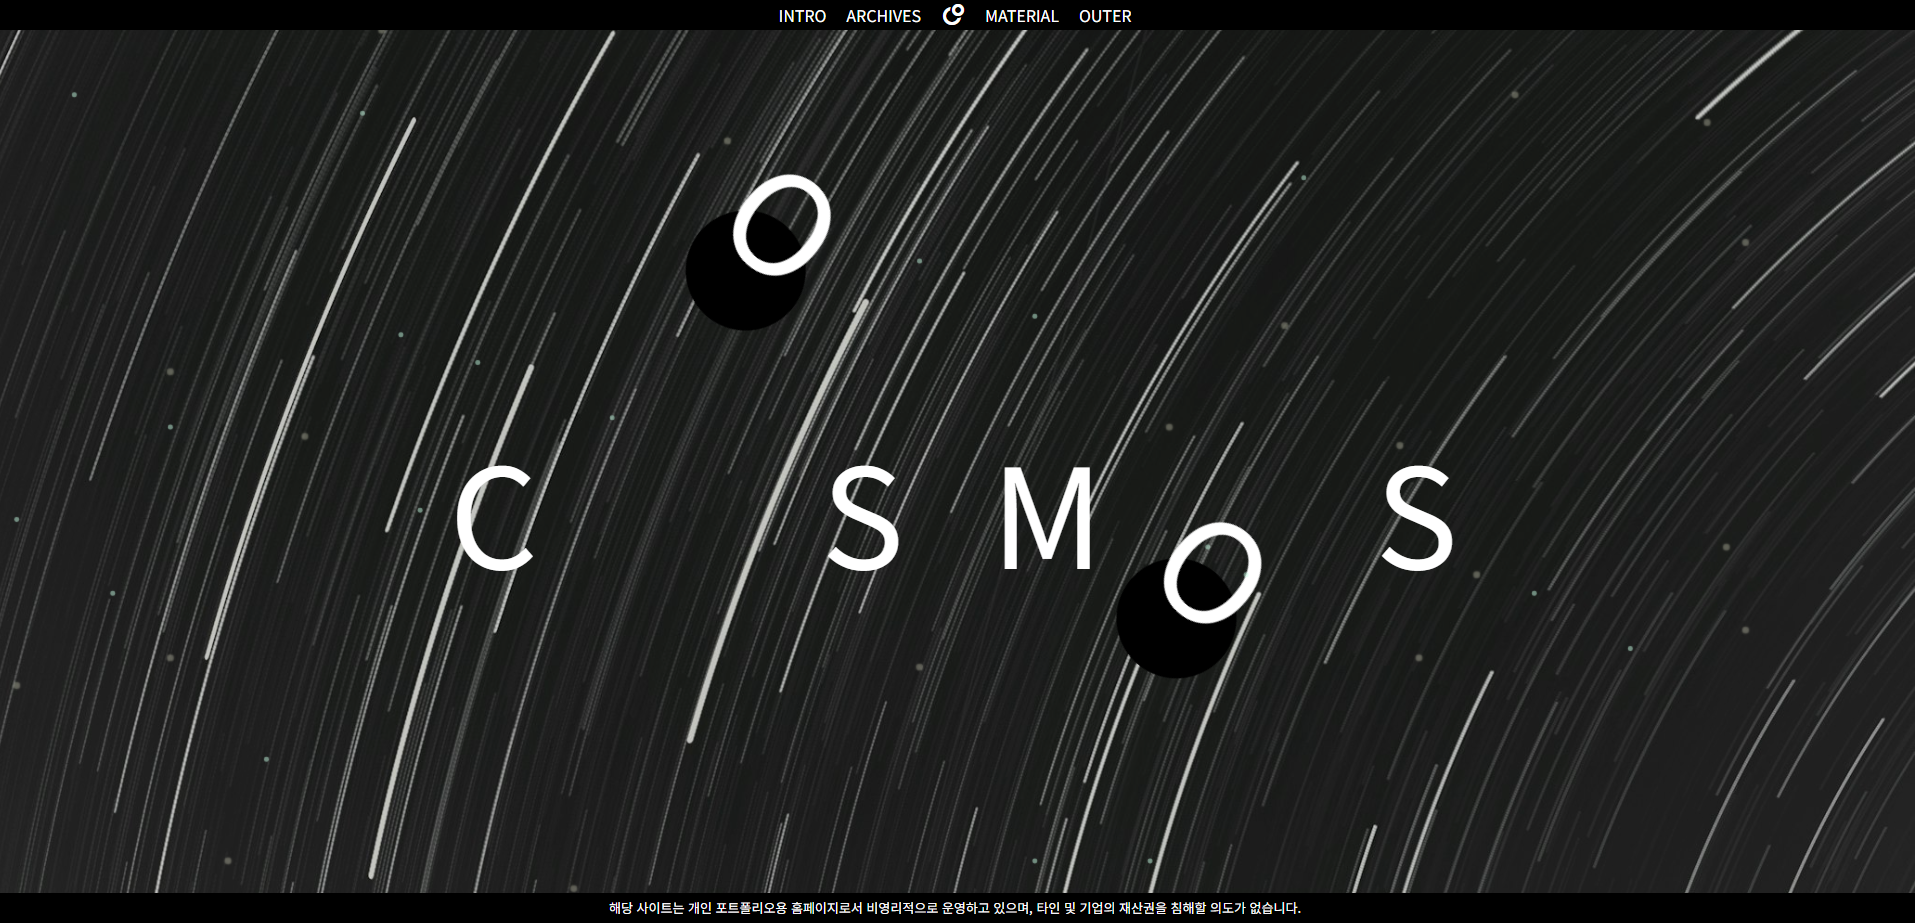 INTRO ARCHIVES MATERIAL OUTER
COSMOS
해당 사이트는 개인 포트폴리오용 홈페이지로서 비영리적으로 운영하고 있으며, 타인 및 기업의 재산권을 침해할 의도가 없습니다.